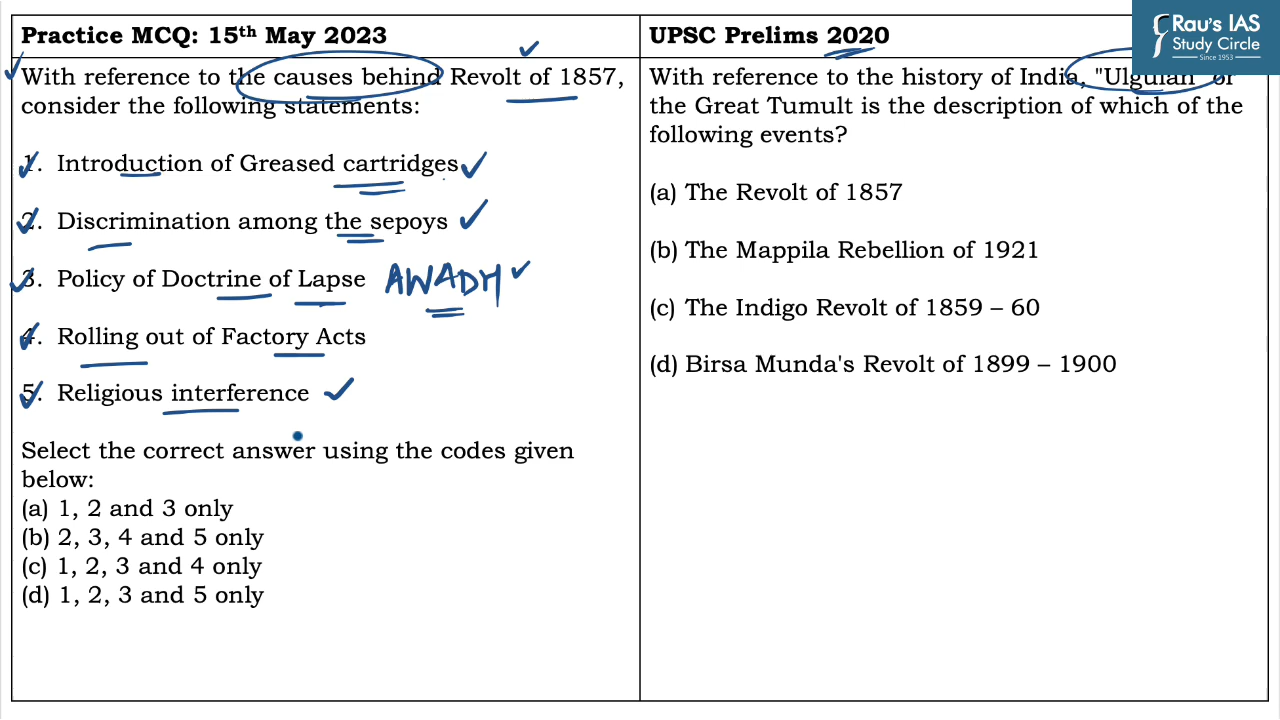 Practice MCQ: 15th May 2023
With reference to the causes behind Revolt of 1857,
consider the following statements:
1. Introduction of Greased cartridges
2. Discrimination among the sepoys
3. Policy of Doctrine of Lapse AWADH
4. Rolling out of Factory Acts
5. Religious interference
Select the correct answer using the codes given
below:
(a) 1, 2 and 3 only
(b) 2, 3, 4 and 5 only
(c) 1, 2, 3 and 4 only
(d) 1, 2, 3 and 5 only
UPSC Prelims 2020
With reference to the history of India, "Ulgulan" or
the Great Tumult is the description of which of the
following events?
(a) The Revolt of 1857
(b) The Mappila Rebellion of 1921
(c) The Indigo Revolt of 1859 – 60
(d) Birsa Munda's Revolt of 1899 – 1900
Rau's IAS
Study Circle
Since 1953